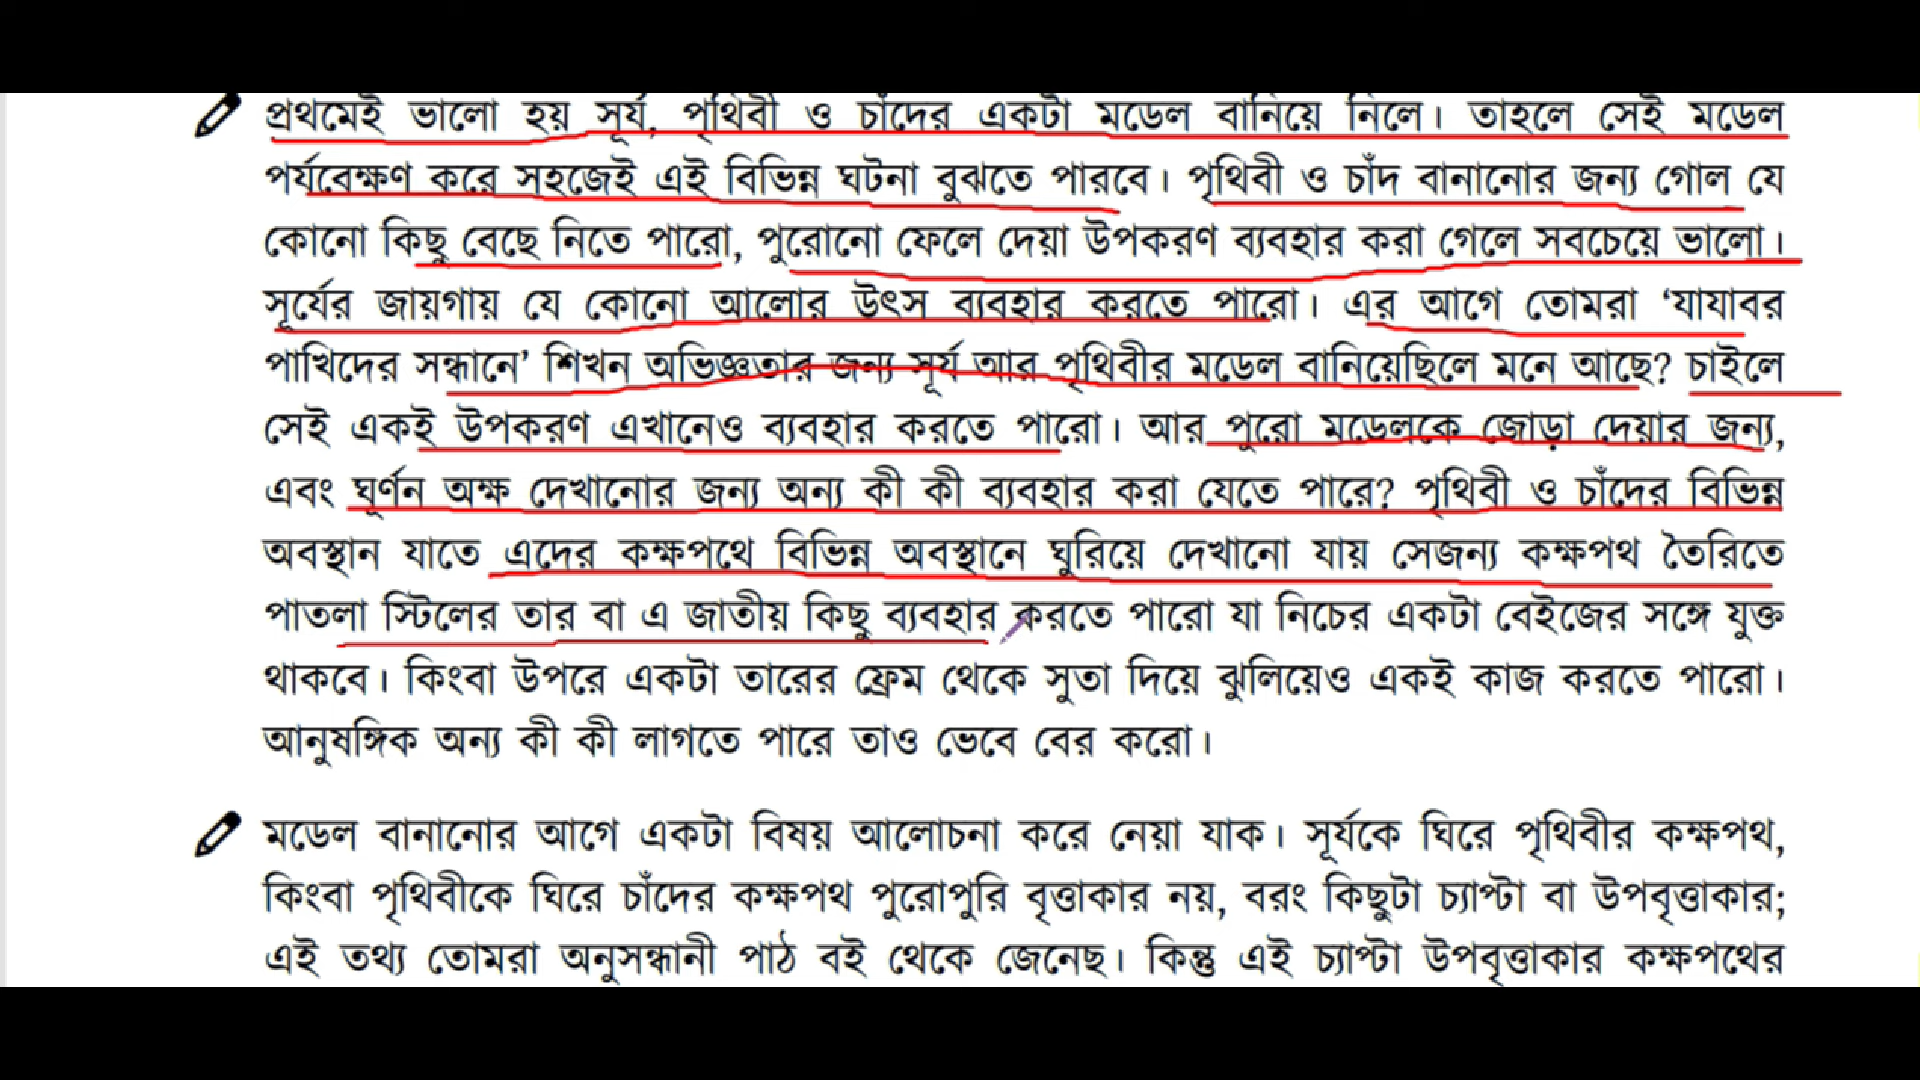 প্রথমেই ভালো হয় সূর্য, পৃথিবী ও চাঁদের একটা মডেল বানিয়ে নিলে। তাহলে সেই মডেল
পর্যবেক্ষণ করে সহজেই এই বিভিন্ন ঘটনা বুঝতে পারবে। পৃথিবী ও চাঁদ বানানোর জন্য গোল যে
কোনো কিছু বেছে নিতে পারো, পুরোনো ফেলে দেয়া উপকরণ ব্যবহার করা গেলে সবচেয়ে ভালো।
সূর্যের জায়গায় যে কোনো আলোর উৎস ব্যবহার করতে পারো। এর আগে তোমরা ‘যাযাবর
পাখিদের সন্ধানে’ শিখন অভিজ্ঞতার জন্য সূর্য আর পৃথিবীর মডেল বানিয়েছিলে মনে আছে? চাইলে
সেই একই উপকরণ এখানেও ব্যবহার করতে পারো। আর পুরো মডেলকে জোড়া দেয়ার জন্য,
এবং ঘূর্ণন অক্ষ দেখানোর জন্য অন্য কী কী ব্যবহার করা যেতে পারে? পৃথিবী ও চাঁদের বিভিন্ন
অবস্থান যাতে এদের কক্ষপথে বিভিন্ন অবস্থানে ঘুরিয়ে দেখানো যায় সেজন্য কক্ষপথ তৈরিতে
পাতলা স্টিলের তার বা এ জাতীয় কিছু ব্যবহার করতে পারো যা নিচের একটা বেইজের সঙ্গে যুক্ত
থাকবে। কিংবা উপরে একটা তারের ফ্রেম থেকে সুতা দিয়ে ঝুলিয়েও একই কাজ করতে পারো।
আনুষঙ্গিক অন্য কী কী লাগতে পারে তাও ভেবে বের করো।
মডেল বানানোর আগে একটা বিষয় আলোচনা করে নেয়া যাক। সূর্যকে ঘিরে পৃথিবীর কক্ষপথ,
কিংবা পৃথিবীকে ঘিরে চাঁদের কক্ষপথ পুরোপুরি বৃত্তাকার নয়, বরং কিছুটা চ্যাপ্টা বা উপবৃত্তাকার;
এই তথ্য তোমরা অনুসন্ধানী পাঠ বই থেকে জেনেছ। কিন্তু এই চ্যাপ্টা উপবৃত্তাকার কক্ষপথের